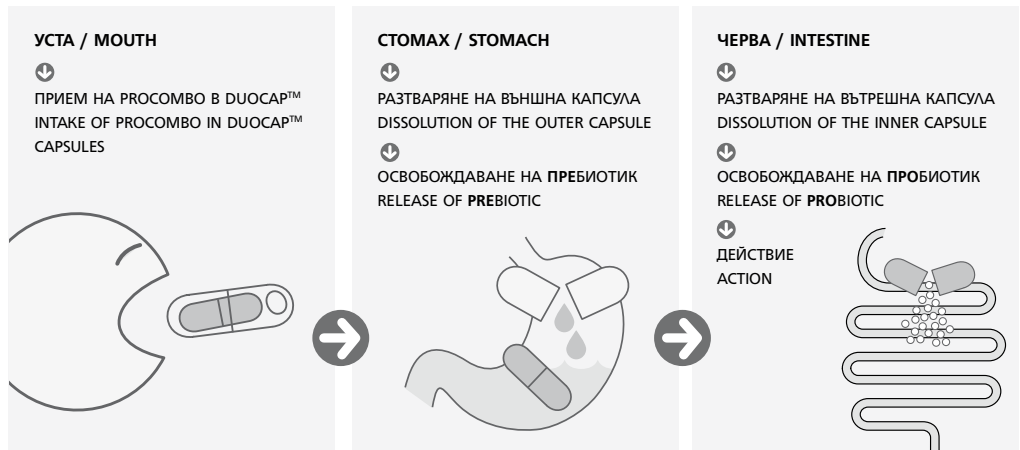 УСТА / MOUTH
ПРИЕМ НА PROCOMBO В DUOCAP™
INTAKE OF PROCOMBO IN DUOCAP™
CAPSULES
СТОМАХ / STOMACH
РАЗТВАРЯНЕ НА ВЪНШНА КАПСУЛА
DISSOLUTION OF THE OUTER CAPSULE
ОСВОБОЖДАВАНЕ НА ПРЕБИОТИК
RELEASE OF PREBIOTIC
ЧЕРВА / INTESTINE
РАЗТВАРЯНЕ НА ВЪТРЕШНА КАПСУЛА
DISSOLUTION OF THE INNER CAPSULE
ОСВОБОЖДАВАНЕ НА ПРОБИОТИК
RELEASE OF PROBIOTIC
ДЕЙСТВИЕ
ACTION